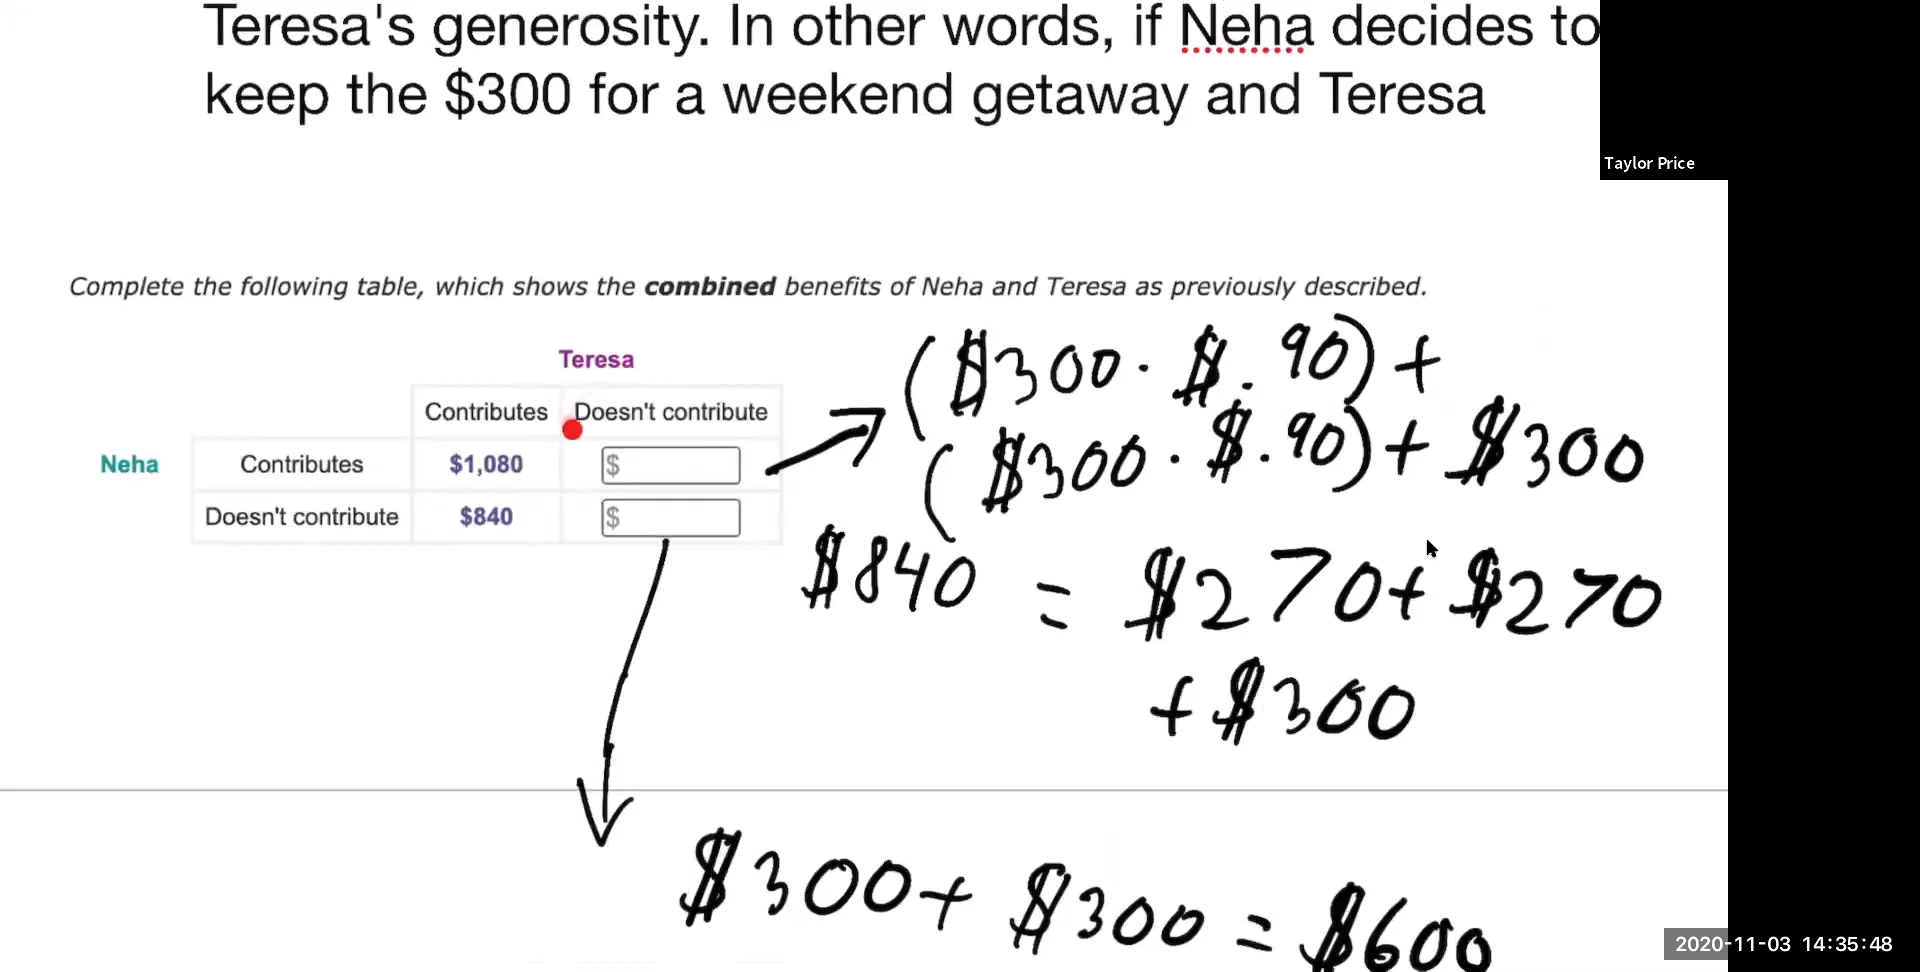 Teresa's generosity. In other words, if Neha decides to
keep the $300 for a weekend getaway and Teresa
Taylor Price
Complete the following table, which shows the combined benefits of Neha and Teresa as previously described.
Teresa
Contributes Doesn't contribute
Neha Contributes $1,080 $
Doesn't contribute $840 $
($300 · $.90) +
($300 · $.90) + $300
$840 = $270 + $270
+ $300
$300 + $300 = $600
2020-11-03 14:35:48